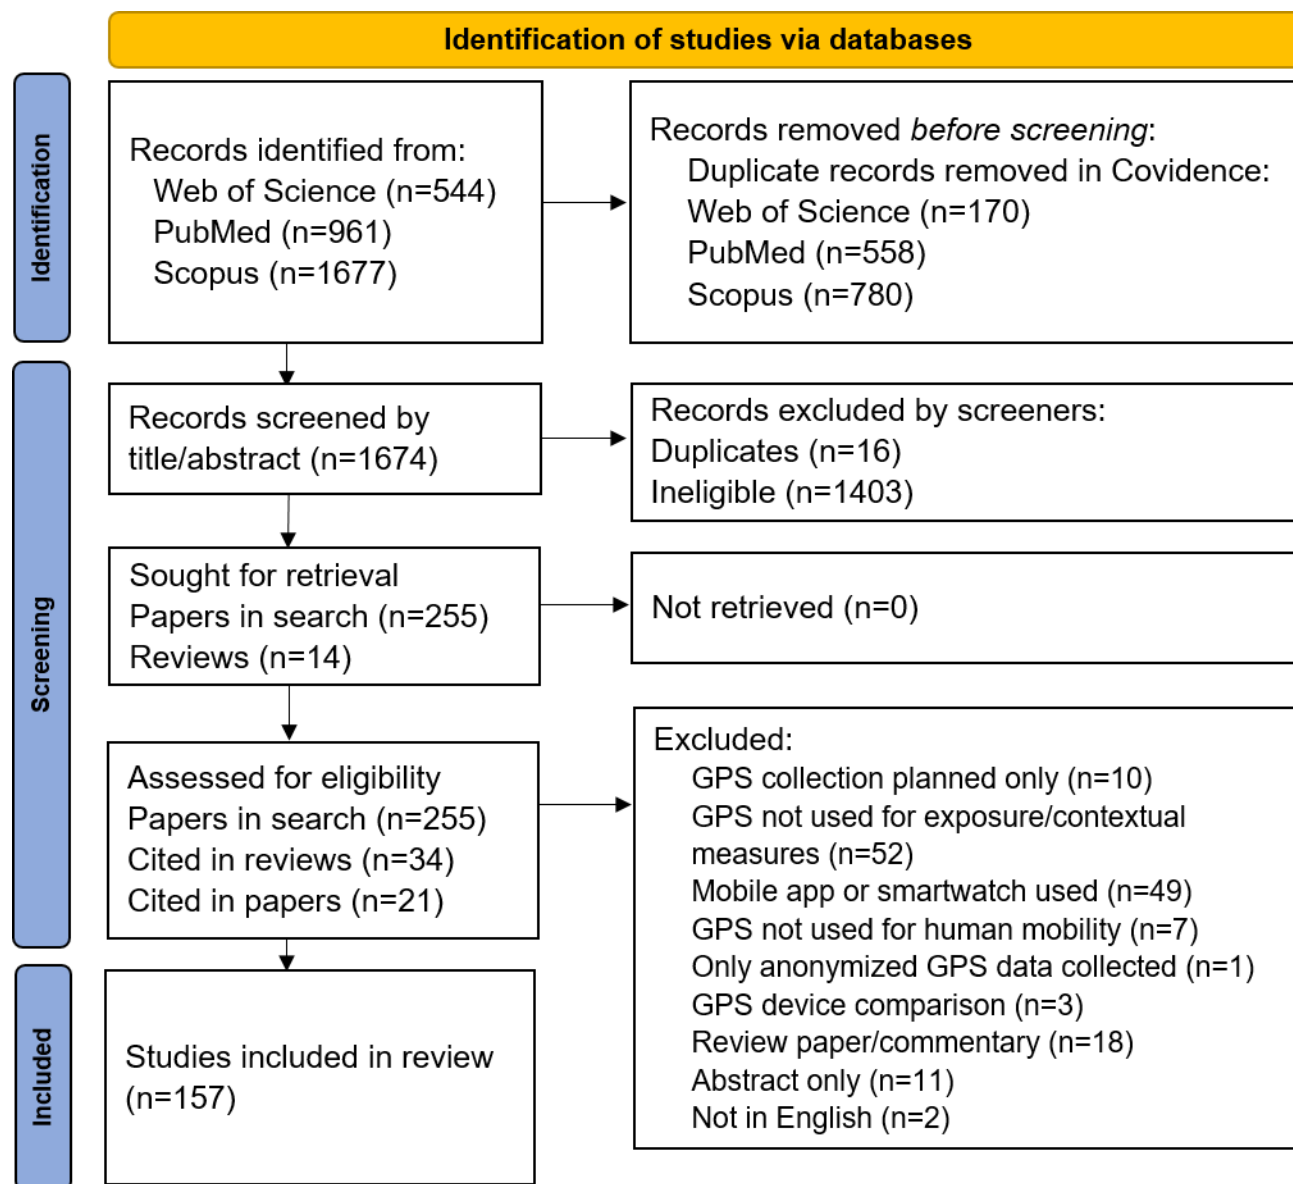 Identification of studies via databases
Identification
Records identified from:
Web of Science (n=544)
PubMed (n=961)
Scopus (n=1677)
Records removed before screening:
Duplicate records removed in Covidence:
Web of Science (n=170)
PubMed (n=558)
Scopus (n=780)
Screening
Records screened by
title/abstract (n=1674)
Records excluded by screeners:
Duplicates (n=16)
Ineligible (n=1403)
Sought for retrieval
Papers in search (n=255)
Reviews (n=14)
Not retrieved (n=0)
Assessed for eligibility
Papers in search (n=255)
Cited in reviews (n=34)
Cited in papers (n=21)
Excluded:
GPS collection planned only (n=10)
GPS not used for exposure/contextual
measures (n=52)
Mobile app or smartwatch used (n=49)
GPS not used for human mobility (n=7)
Only anonymized GPS data collected (n=1)
GPS device comparison (n=3)
Review paper/commentary (n=18)
Abstract only (n=11)
Not in English (n=2)
Included
Studies included in review
(n=157)